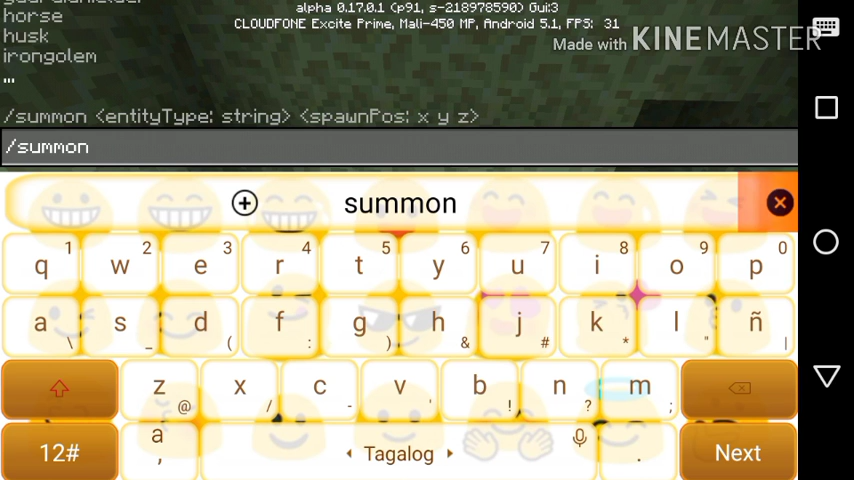 alpha 0.17.0.1 (p91, s-218978590) Gui:3
horse
CLOUDFONE Excite Prime, Mali-450 MP, Android 5.1, FPS: 31
husk
Made with KINEMASTER
irongolem
...
/summon <entityType: string> <spawnPos: x y z>
/summon
summon
q 1 w 2 e 3 r 4 t 5 y 6 u 7 i 8 o 9 p 0
a \ s _ d ( f : g ) h & j # k * l " ñ |
z @ x / c - v ' b ! n ? m ;
12# a , Tagalog . Next